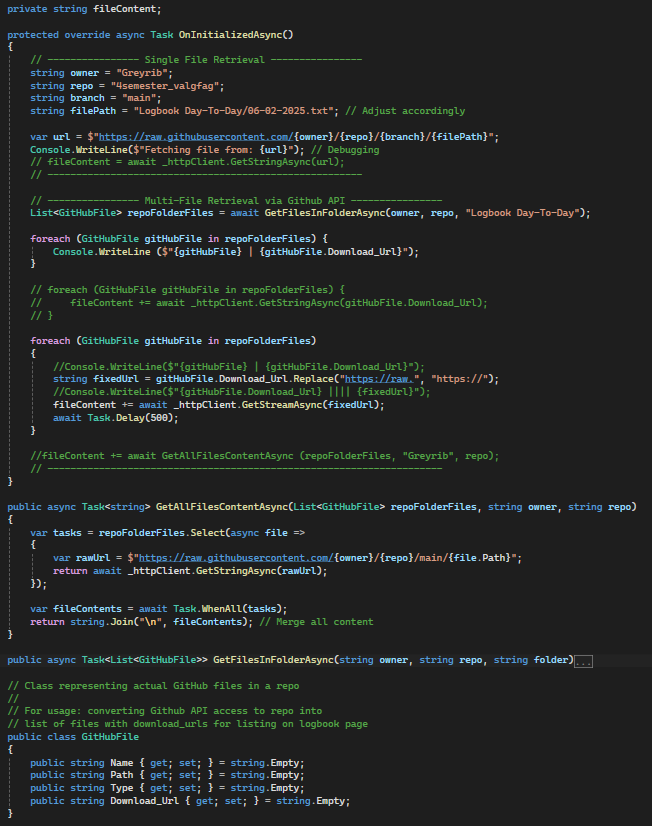 private string fileContent;
protected override async Task OnInitializedAsync()
{
// ---------------- Single File Retrieval ----------------
string owner = "Greyrib";
string repo = "4semester_valgfag";
string branch = "main";
string filePath = "Logbook Day-To-Day/06-02-2025.txt"; // Adjust accordingly
var url = $"https://raw.githubusercontent.com/{owner}/{repo}/{branch}/{filePath}";
Console.WriteLine($"Fetching file from: {url}"); // Debugging
// fileContent = await _httpClient.GetStringAsync(url);
// -------------------------------------------------------
// ---------------- Multi-File Retrieval via Github API ----------------
List<GitHubFile> repoFolderFiles = await GetFilesInFolderAsync(owner, repo, "Logbook Day-To-Day");
foreach (GitHubFile gitHubFile in repoFolderFiles) {
Console.WriteLine ($"{gitHubFile} | {gitHubFile.Download_Url}");
}
// foreach (GitHubFile gitHubFile in repoFolderFiles) {
//     fileContent += await _httpClient.GetStringAsync(gitHubFile.Download_Url);
// }
foreach (GitHubFile gitHubFile in repoFolderFiles)
{
//Console.WriteLine($"{gitHubFile} | {gitHubFile.Download_Url}");
string fixedUrl = gitHubFile.Download_Url.Replace("https://raw.", "https://");
//Console.WriteLine($"{gitHubFile.Download_Url} |||| {fixedUrl}");
fileContent += await _httpClient.GetStreamAsync(fixedUrl);
await Task.Delay(500);
}
//fileContent += await GetAllFilesContentAsync (repoFolderFiles, "Greyrib", repo);
// ---------------------------------------------------------------------
}
public async Task<string> GetAllFilesContentAsync(List<GitHubFile> repoFolderFiles, string owner, string repo)
{
var tasks = repoFolderFiles.Select(async file =>
{
var rawUrl = $"https://raw.githubusercontent.com/{owner}/{repo}/main/{file.Path}";
return await _httpClient.GetStringAsync(rawUrl);
});
var fileContents = await Task.WhenAll(tasks);
return string.Join("\n", fileContents); // Merge all content
}
public async Task<List<GitHubFile>> GetFilesInFolderAsync(string owner, string repo, string folder)...
// Class representing actual GitHub files in a repo
//
// For usage: converting Github API access to repo into
// list of files with download_urls for listing on logbook page
public class GitHubFile
{
public string Name { get; set; } = string.Empty;
public string Path { get; set; } = string.Empty;
public string Type { get; set; } = string.Empty;
public string Download_Url { get; set; } = string.Empty;
}